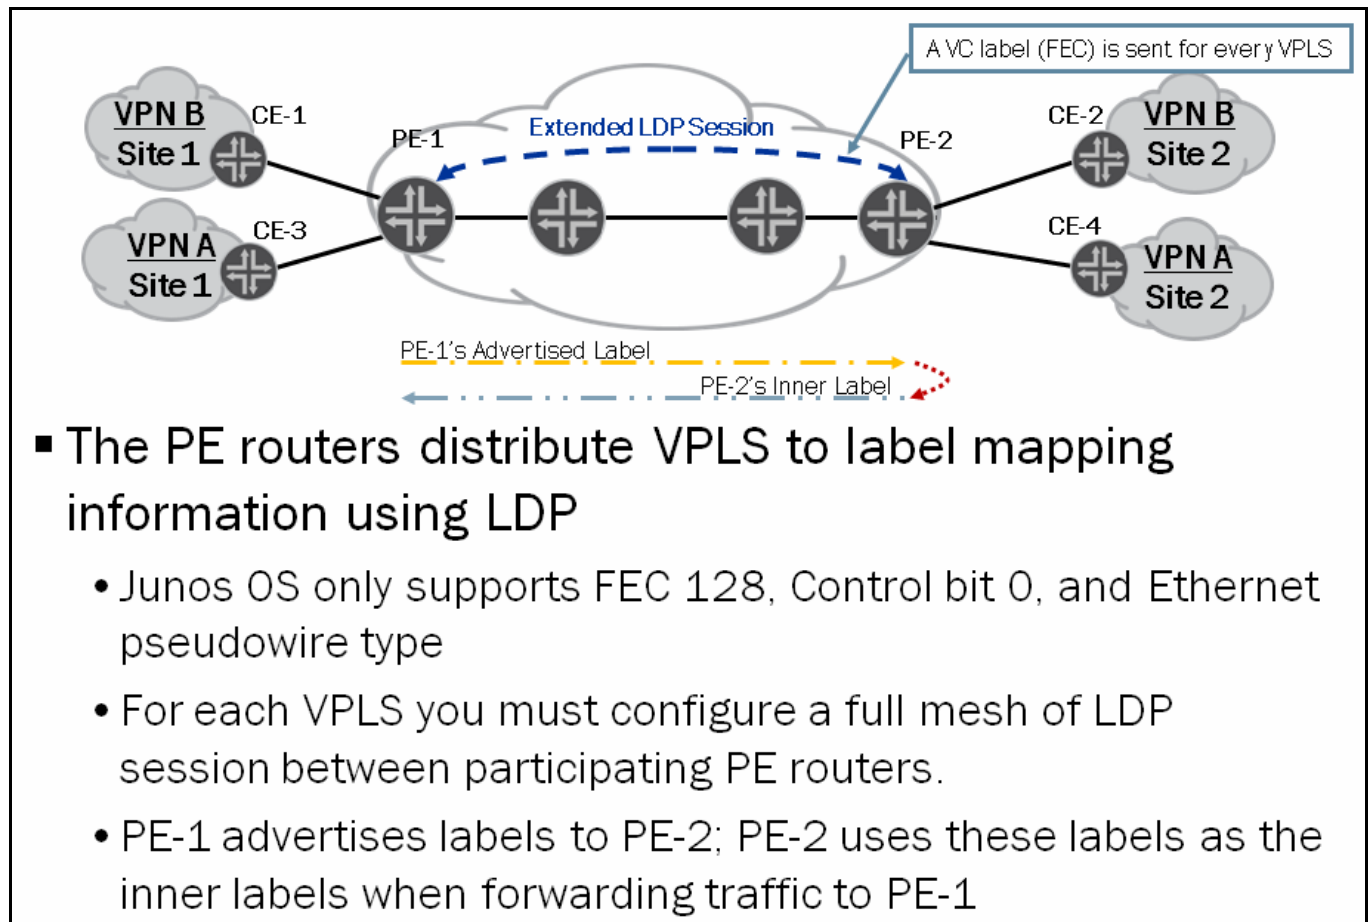 A VC label (FEC) is sent for every VPLS
VPN B
Site 1
CE-1
PE-1
Extended LDP Session
PE-2
CE-2
VPN B
Site 2
VPN A
Site 1
CE-3
CE-4
VPN A
Site 2
PE-1's Advertised Label
PE-2's Inner Label
▪ The PE routers distribute VPLS to label mapping
information using LDP
• Junos OS only supports FEC 128, Control bit 0, and Ethernet
pseudowire type
• For each VPLS you must configure a full mesh of LDP
session between participating PE routers.
• PE-1 advertises labels to PE-2; PE-2 uses these labels as the
inner labels when forwarding traffic to PE-1